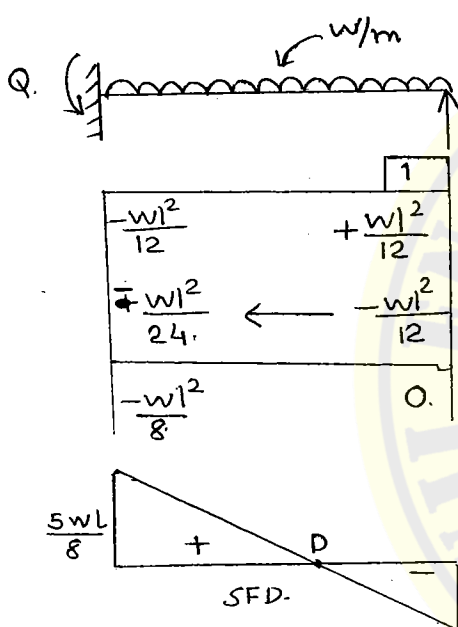 w/m
Q.
1
-wl²/12 +wl²/12
-wl²/24. ← -wl²/12
-wl²/8. 0.
5wL/8 + D -
SFD.